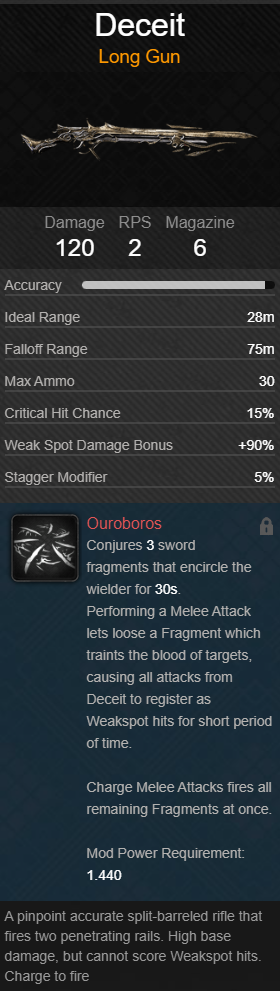 Deceit
Long Gun
Damage RPS Magazine
120 2 6
Accuracy
Ideal Range 28m
Falloff Range 75m
Max Ammo 30
Critical Hit Chance 15%
Weak Spot Damage Bonus +90%
Stagger Modifier 5%
Ouroboros
Conjures 3 sword
fragments that encircle the
wielder for 30s.
Performing a Melee Attack
lets loose a Fragment which
traints the blood of targets,
causing all attacks from
Deceit to register as
Weakspot hits for short period
of time.
Charge Melee Attacks fires all
remaining Fragments at once.
Mod Power Requirement:
1.440
A pinpoint accurate split-barreled rifle that
fires two penetrating rails. High base
damage, but cannot score Weakspot hits.
Charge to fire